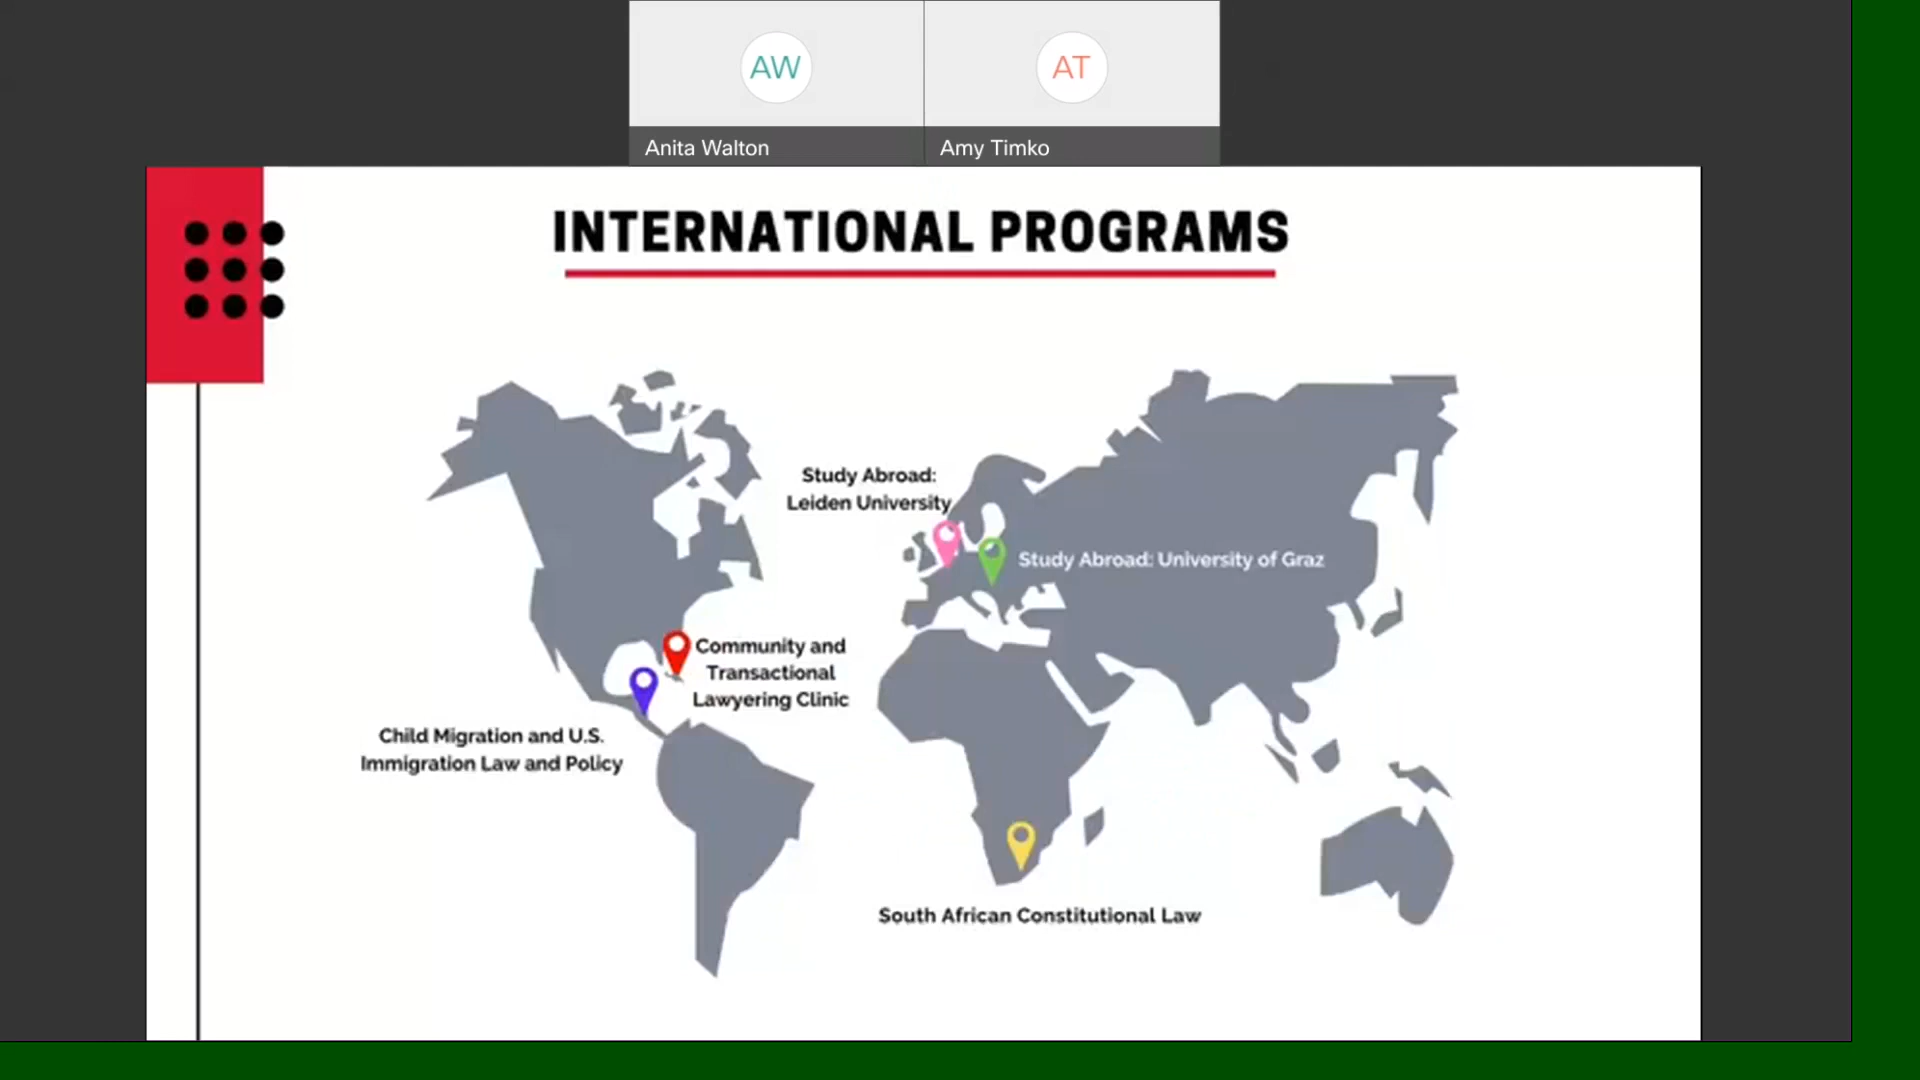 AW
AT
Anita Walton
Amy Timko
INTERNATIONAL PROGRAMS
Study Abroad:
Leiden University
Study Abroad: University of Graz
Community and
Transactional
Lawyering Clinic
Child Migration and U.S.
Immigration Law and Policy
South African Constitutional Law